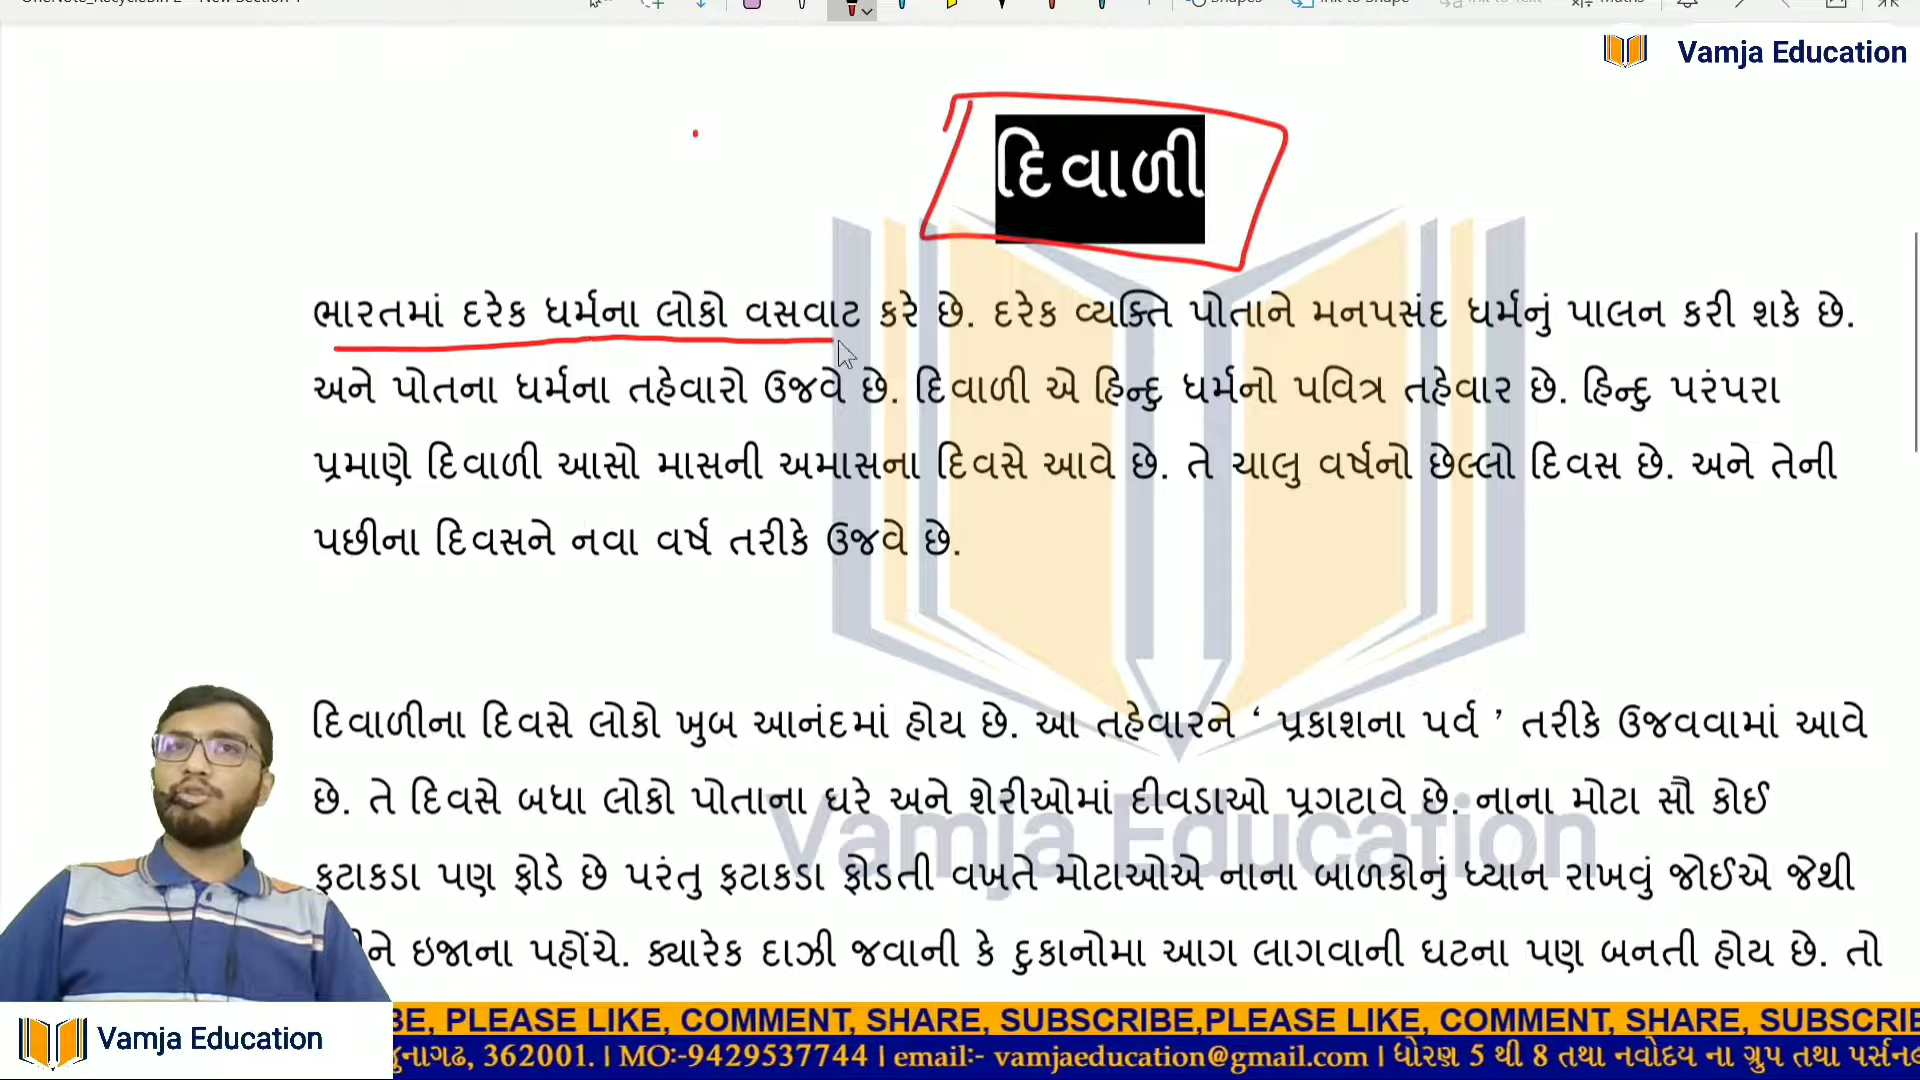 Vamja Education
દિવાળી
ભારતમાં દરેક ધર્મના લોકો વસવાટ કરે છે. દરેક વ્યક્તિ પોતાને મનપસંદ ધર્મનું પાલન કરી શકે છે.
અને પોતના ધર્મના તહેવારો ઉજવે છે. દિવાળી એ હિન્દુ ધર્મનો પવિત્ર તહેવાર છે. હિન્દુ પરંપરા
પ્રમાણે દિવાળી આસો માસની અમાસના દિવસે આવે છે. તે ચાલુ વર્ષનો છેલ્લો દિવસ છે. અને તેની
પછીના દિવસને નવા વર્ષ તરીકે ઉજવે છે.
દિવાળીના દિવસે લોકો ખુબ આનંદમાં હોય છે. આ તહેવારને ‘ પ્રકાશના પર્વ ’ તરીકે ઉજવવામાં આવે
છે. તે દિવસે બધા લોકો પોતાના ઘરે અને શેરીઓમાં દીવડાઓ પ્રગટાવે છે. નાના મોટા સૌ કોઈ
ફટાકડા પણ ફોડે છે પરંતુ ફટાકડા ફોડતી વખતે મોટાઓએ નાના બાળકોનું ધ્યાન રાખવું જોઈએ જેથી
ઇજાના પહોંચે. ક્યારેક દાઝી જવાની કે દુકાનોમા આગ લાગવાની ઘટના પણ બનતી હોય છે. તો
Vamja Education
PLEASE LIKE, COMMENT, SHARE, SUBSCRIBE,PLEASE LIKE, COMMENT, SHARE,
Vamja Education
362001. | MO:-9429537744 | email:- vamjaeducation@gmail.com | ધોરણ 5 થી 8 તથા નવોદય ના ગ્રુપ તથા